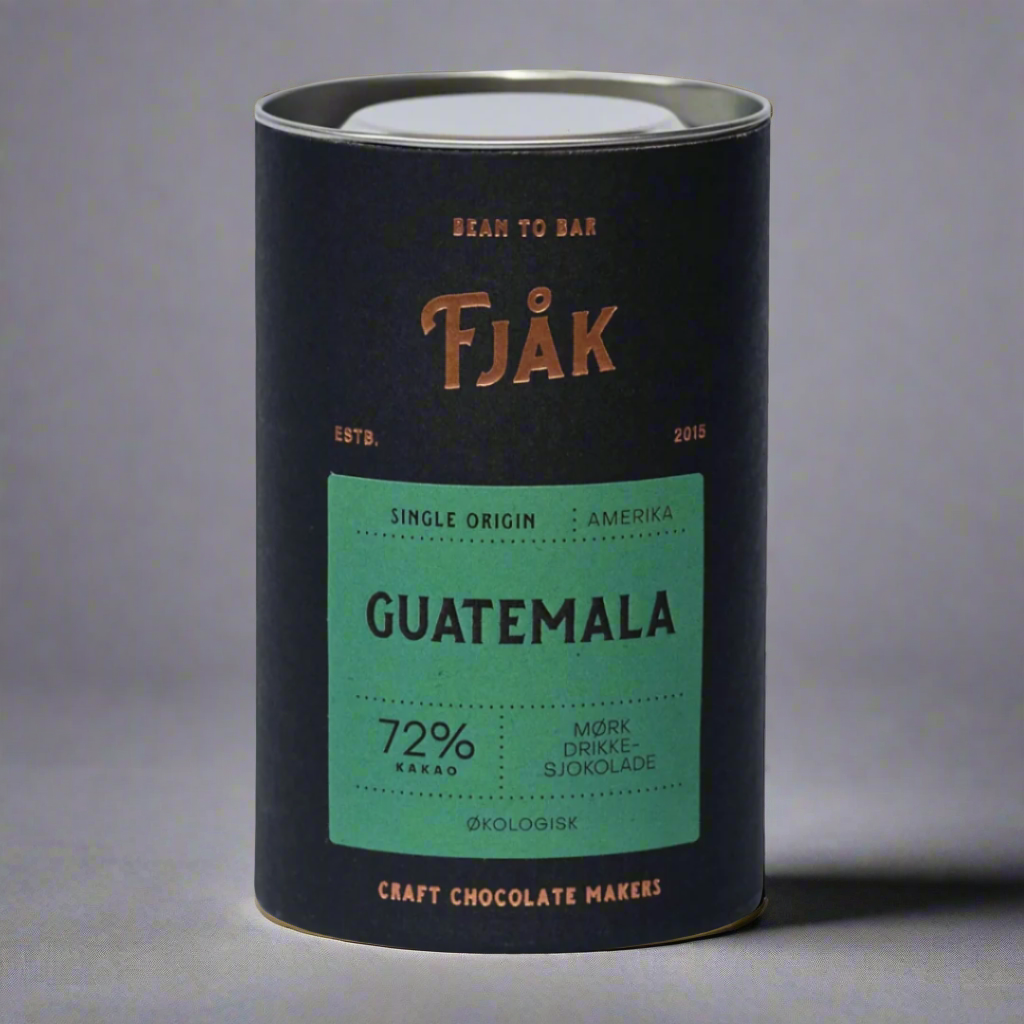 BEAN TO BAR
FJÅK
ESTB. 2015
SINGLE ORIGIN AMERIKA
GUATEMALA
72%
KAKAO
MØRK
DRIKKE-
SJOKOLADE
ØKOLOGISK
CRAFT CHOCOLATE MAKERS